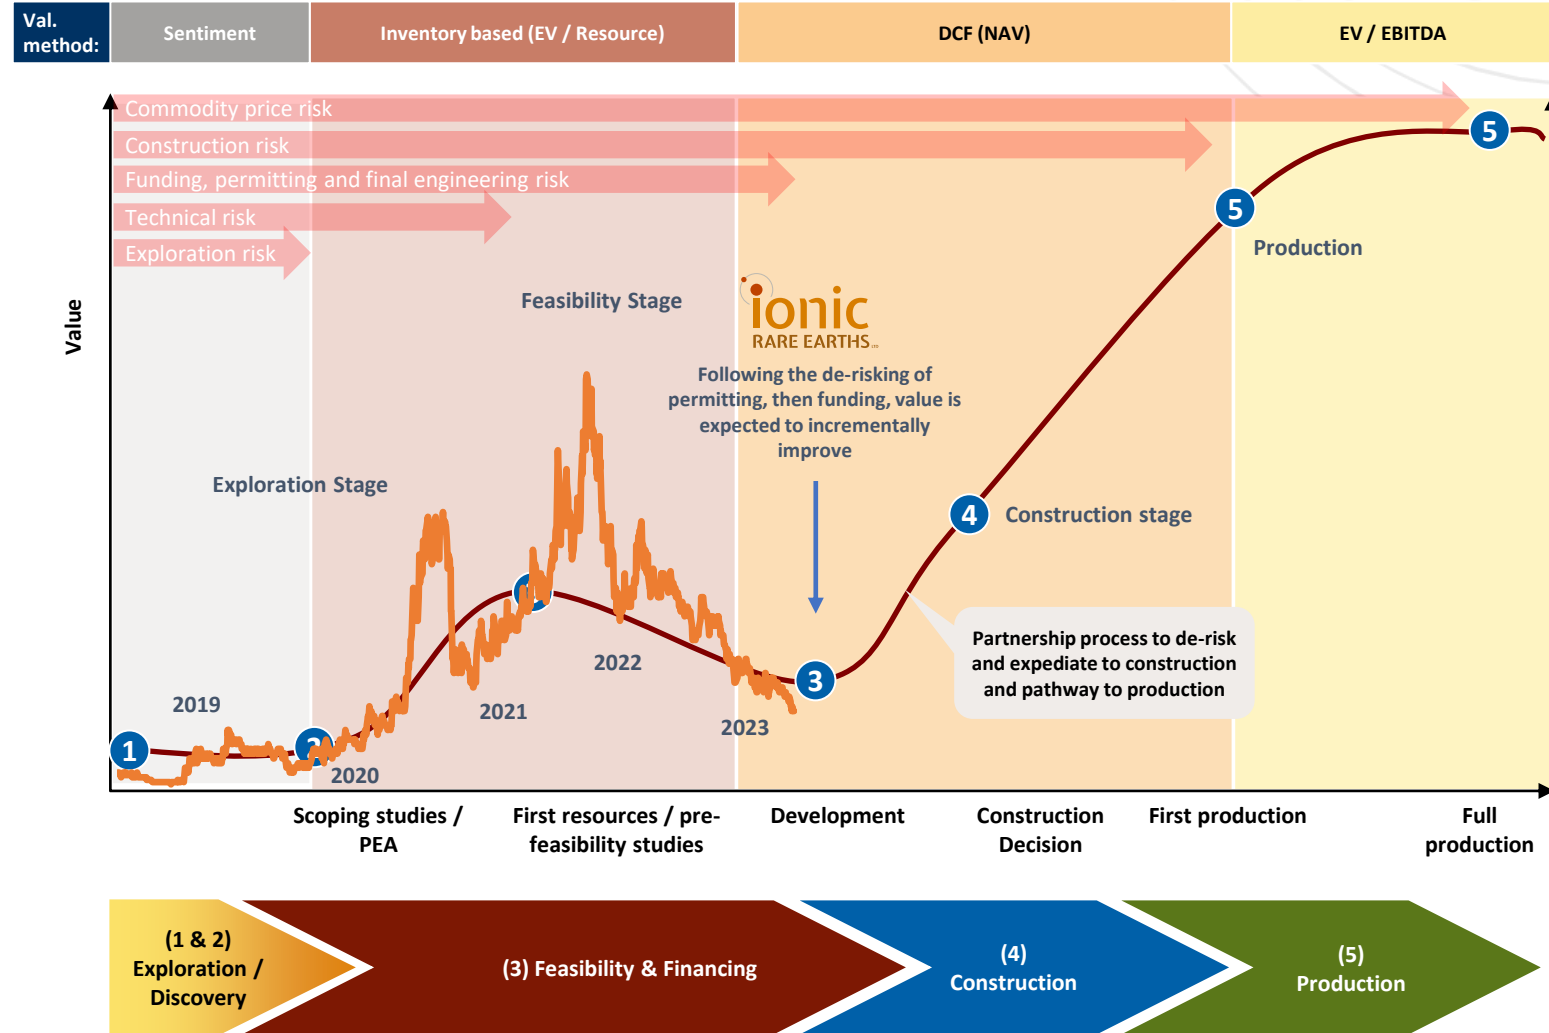 Val.
method:
Sentiment
Inventory based (EV / Resource)
DCF (NAV)
EV / EBITDA
Commodity price risk
Construction risk
Funding, permitting and final engineering risk
Technical risk
Exploration risk
Value
Feasibility Stage
Exploration Stage
ionic
RARE EARTHS
Following the de-risking of
permitting, then funding, value is
expected to incrementally
improve
5
5
Production
4
Construction stage
Partnership process to de-risk
and expediate to construction
and pathway to production
3
2019
2020
2021
2022
2023
1
2
Scoping studies /
PEA
First resources / pre-
feasibility studies
Development
Construction
Decision
First production
Full
production
(1 & 2)
Exploration /
Discovery
(3) Feasibility & Financing
(4)
Construction
(5)
Production